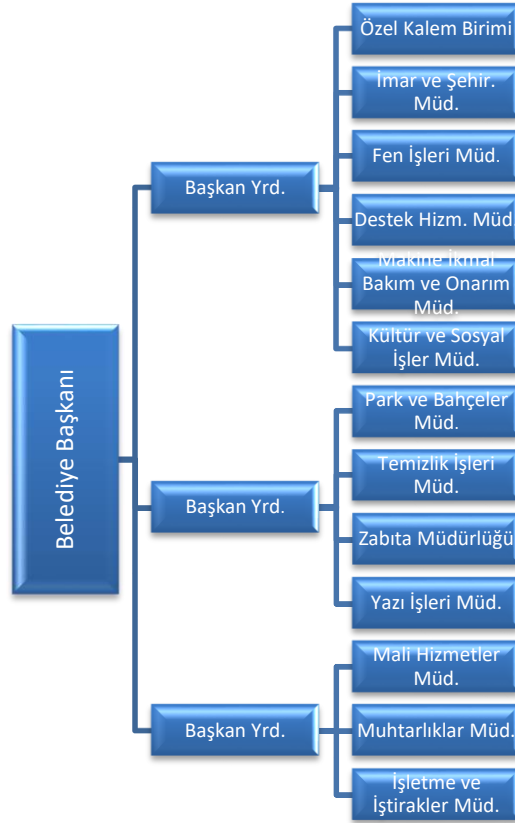 Belediye Başkanı
Başkan Yrd.
Özel Kalem Birimi
İmar ve Şehir.
Müd.
Fen İşleri Müd.
Destek Hizm. Müd.
Makine İkmal
Bakım ve Onarım
Müd.
Kültür ve Sosyal
İşler Müd.
Başkan Yrd.
Park ve Bahçeler
Müd.
Temizlik İşleri
Müd.
Zabıta Müdürlüğü
Yazı İşleri Müd.
Başkan Yrd.
Mali Hizmetler
Müd.
Muhtarlıklar Müd.
İşletme ve
İştirakler Müd.